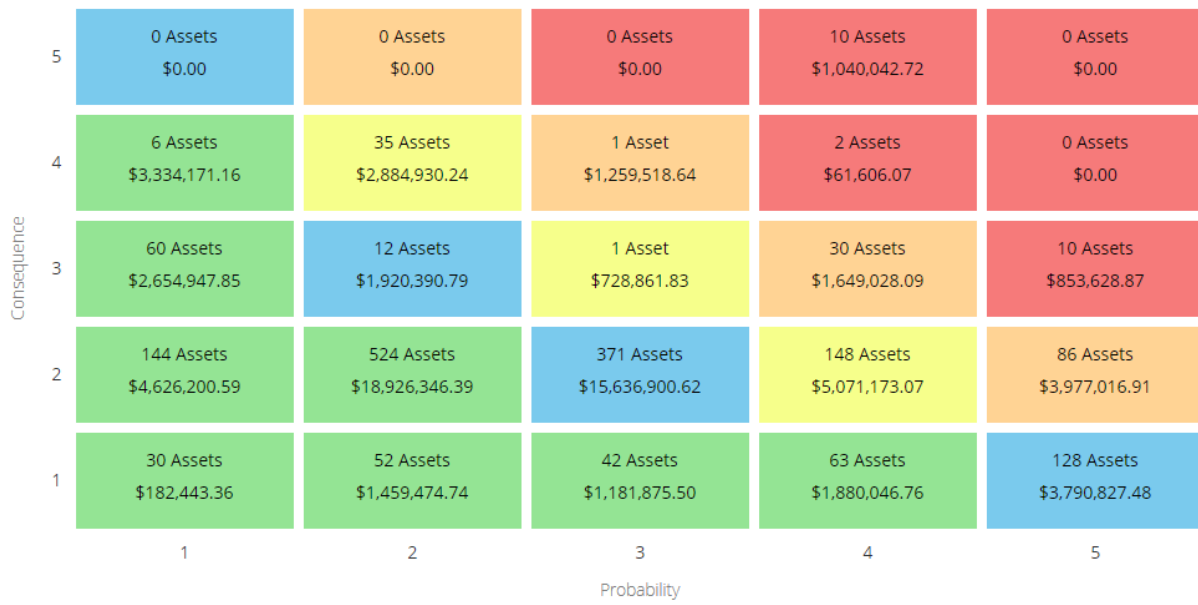 5
0 Assets
$0.00
0 Assets
$0.00
0 Assets
$0.00
10 Assets
$1,040,042.72
0 Assets
$0.00
4
6 Assets
$3,334,171.16
35 Assets
$2,884,930.24
1 Asset
$1,259,518.64
2 Assets
$61,606.07
0 Assets
$0.00
Consequence
3
60 Assets
$2,654,947.85
12 Assets
$1,920,390.79
1 Asset
$728,861.83
30 Assets
$1,649,028.09
10 Assets
$853,628.87
2
144 Assets
$4,626,200.59
524 Assets
$18,926,346.39
371 Assets
$15,636,900.62
148 Assets
$5,071,173.07
86 Assets
$3,977,016.91
1
30 Assets
$182,443.36
52 Assets
$1,459,474.74
42 Assets
$1,181,875.50
63 Assets
$1,880,046.76
128 Assets
$3,790,827.48
1
2
3
4
5
Probability